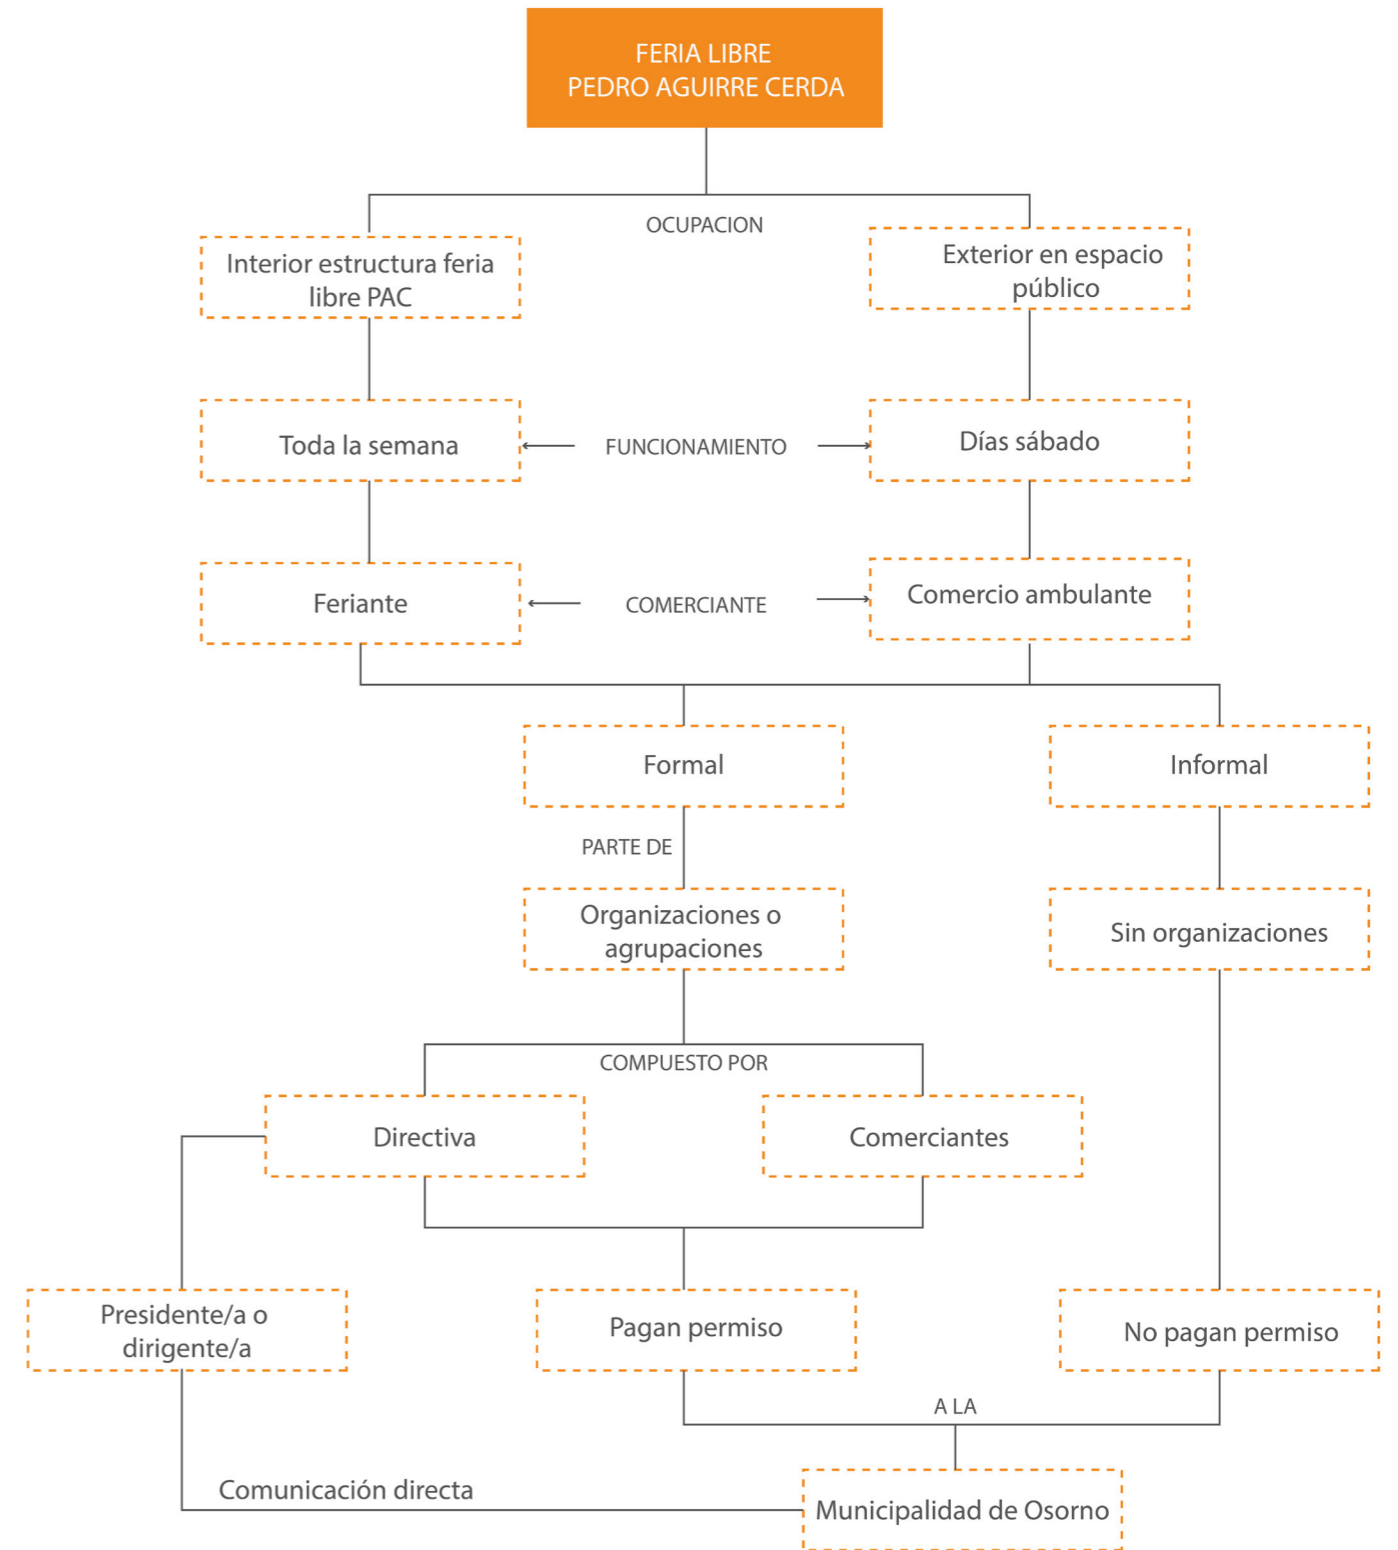 FERIA LIBRE
PEDRO AGUIRRE CERDA
OCUPACION
Interior estructura feria
libre PAC
Exterior en espacio
público
Toda la semana
FUNCIONAMIENTO
Días sábado
Feriante
COMERCIANTE
Comercio ambulante
Formal
Informal
PARTE DE
Organizaciones o
agrupaciones
Sin organizaciones
COMPUESTO POR
Directiva
Comerciantes
Presidente/a o
dirigente/a
Pagan permiso
No pagan permiso
A LA
Comunicación directa
Municipalidad de Osorno